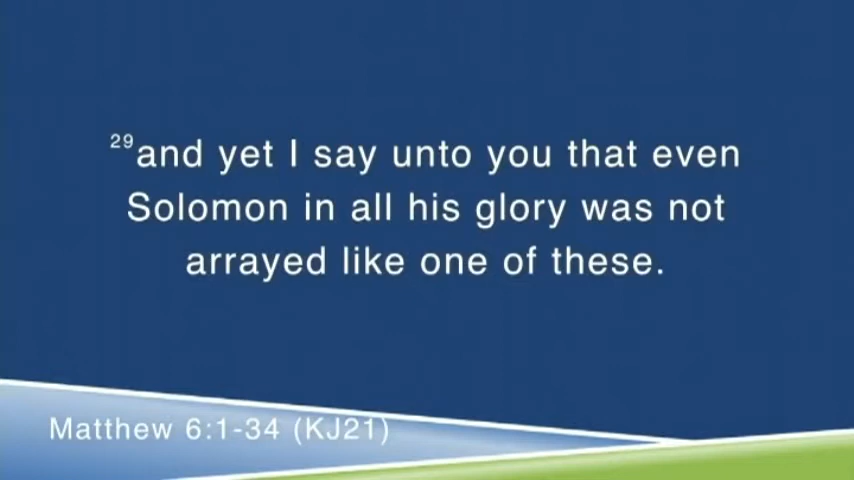 29and yet I say unto you that even
Solomon in all his glory was not
arrayed like one of these.
Matthew 6:1-34 (KJ21)